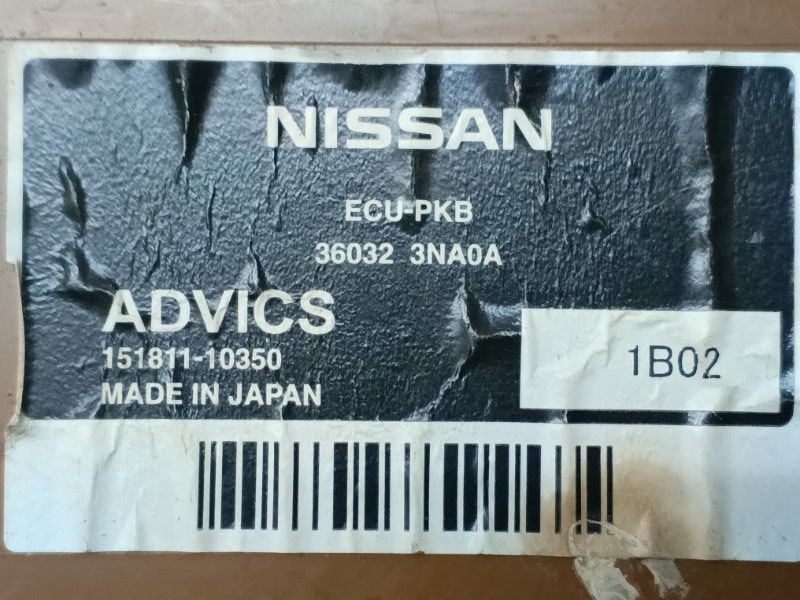 NISSAN
ECU-PKB
36032 3NA0A
ADVICS
151811-10350
MADE IN JAPAN
1B02